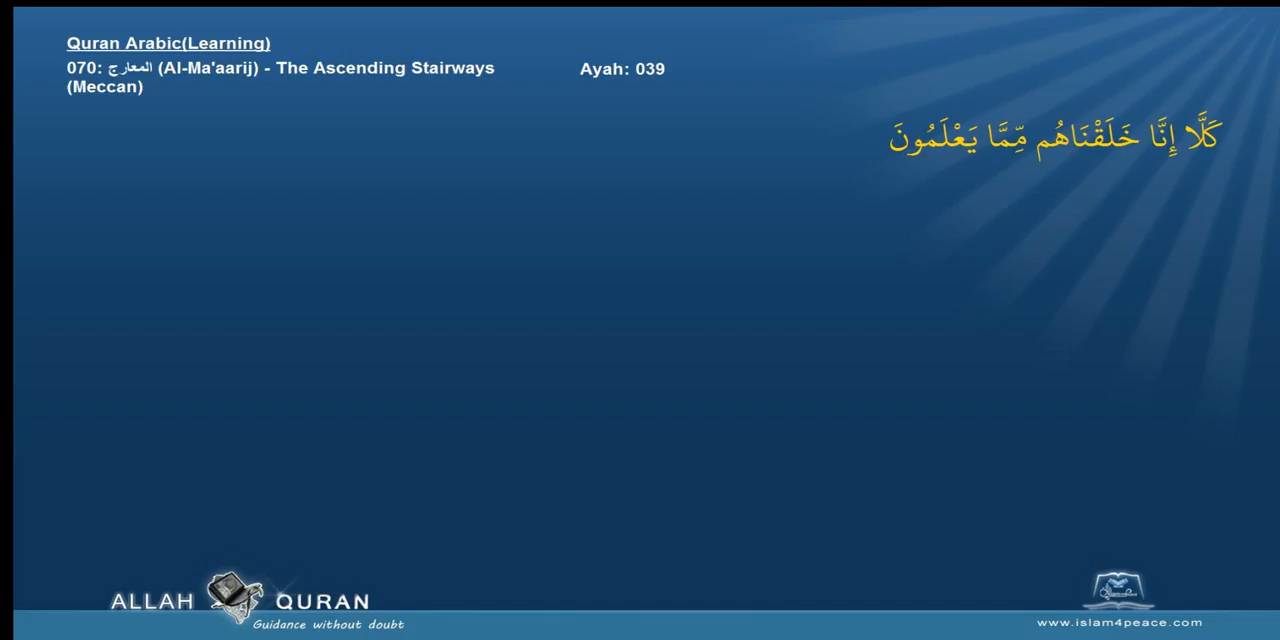 Quran Arabic(Learning)
070: المعارج (Al-Ma'aarij) - The Ascending Stairways Ayah: 039
(Meccan)
كَلَّا إِنَّا خَلَقْنَاهُم مِّمَّا يَعْلَمُونَ
ALLAH QURAN
Guidance without doubt
www.islam4peace.com